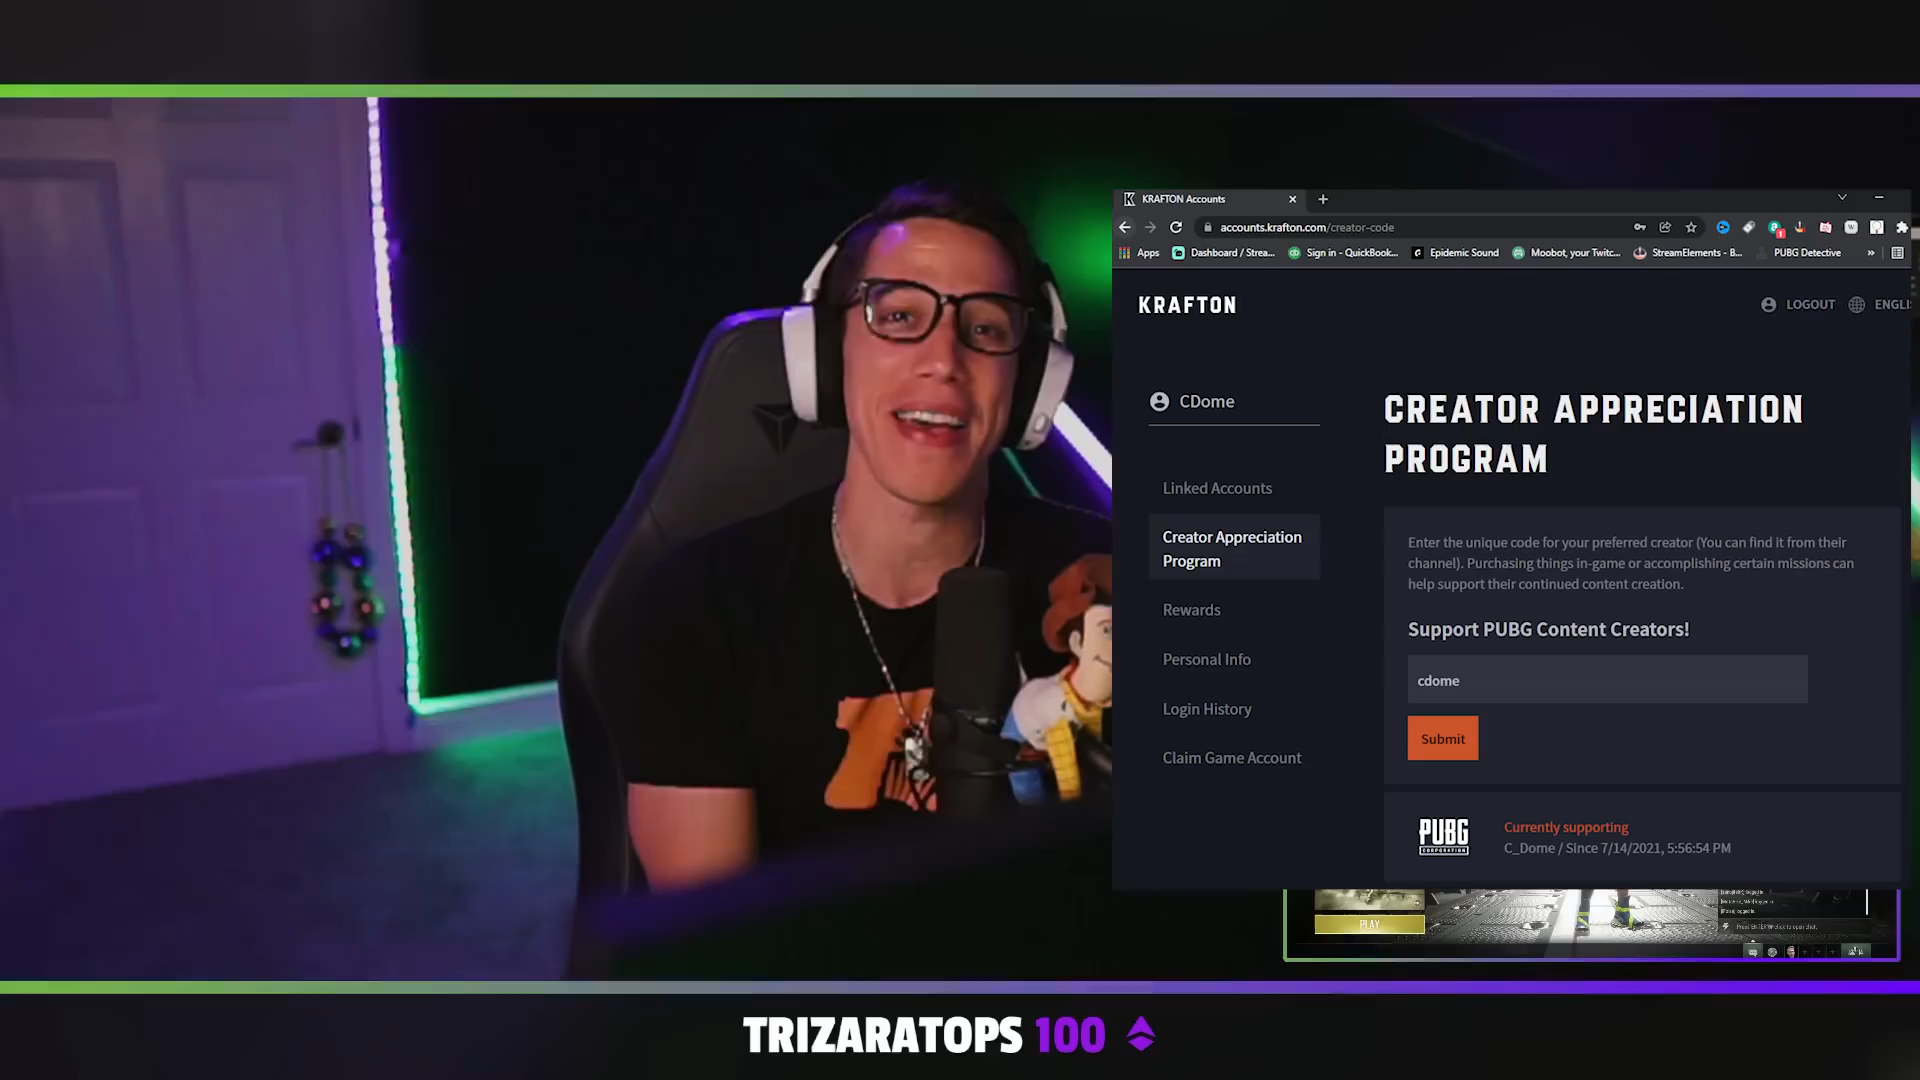 KRAFTON Accounts
accounts.krafton.com/creator-code
Apps
Dashboard / Strea...
Sign in - QuickBook...
Epidemic Sound
Moobot, your Twitc...
StreamElements - B...
PUBG Detective
KRAFTON
LOGOUT
ENGLI
CDome
Linked Accounts
Creator Appreciation
Program
Rewards
Personal Info
Login History
Claim Game Account
CREATOR APPRECIATION
PROGRAM
Enter the unique code for your preferred creator (You can find it from their
channel). Purchasing things in-game or accomplishing certain missions can
help support their continued content creation.
Support PUBG Content Creators!
cdome
Submit
PUBG
CORPORATION
Currently supporting
C_Dome / Since 7/14/2021, 5:56:54 PM
PLAY
TRIZARATOPS 100